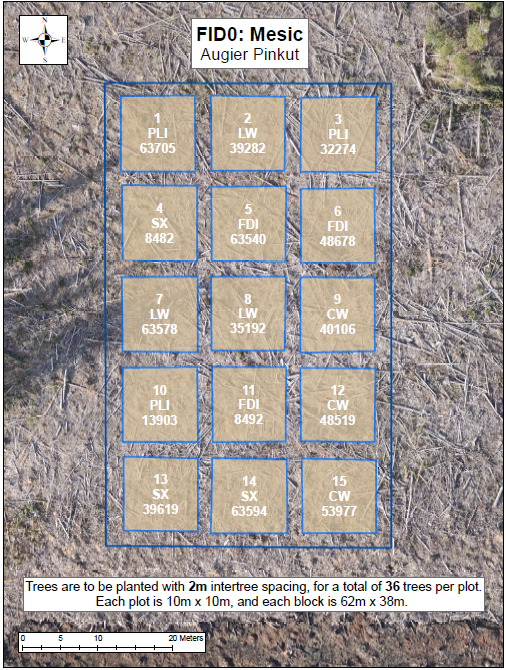 N
W E
S
FID0: Mesic
Augier Pinkut
1
PLI
63705
2
LW
39282
3
PLI
32274
4
SX
8482
5
FDI
63540
6
FDI
48678
7
LW
63578
8
LW
35192
9
CW
40106
10
PLI
13903
11
FDI
8492
12
CW
48519
13
SX
39619
14
SX
63594
15
CW
53977
Trees are to be planted with 2m intertree spacing, for a total of 36 trees per plot.
Each plot is 10m x 10m, and each block is 62m x 38m.
0 5 10 20 Meters